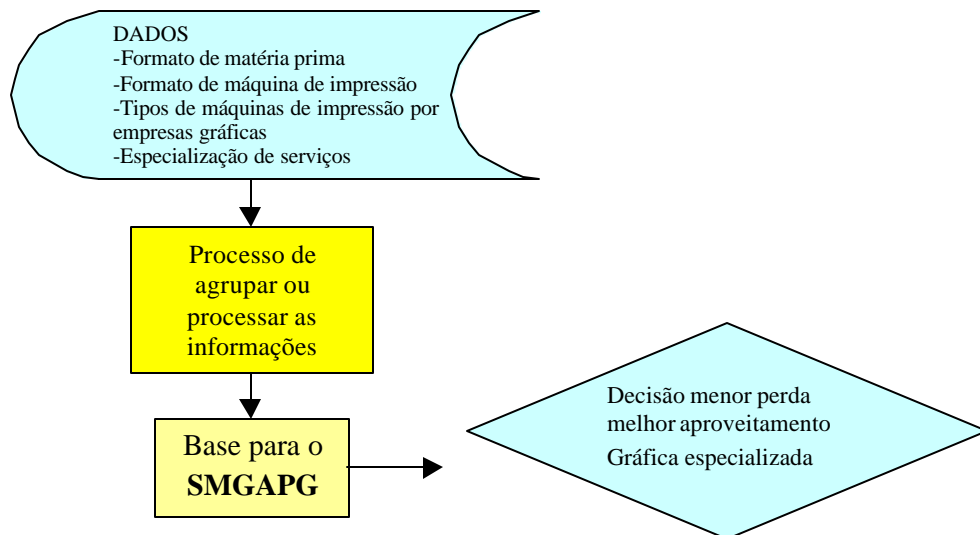 DADOS
-Formato de matéria prima
-Formato de máquina de impressão
-Tipos de máquinas de impressão por
empresas gráficas
-Especialização de serviços
Processo de
agrupar ou
processar as
informações
Base para o
SMGAPG
Decisão menor perda
melhor aproveitamento
Gráfica especializada